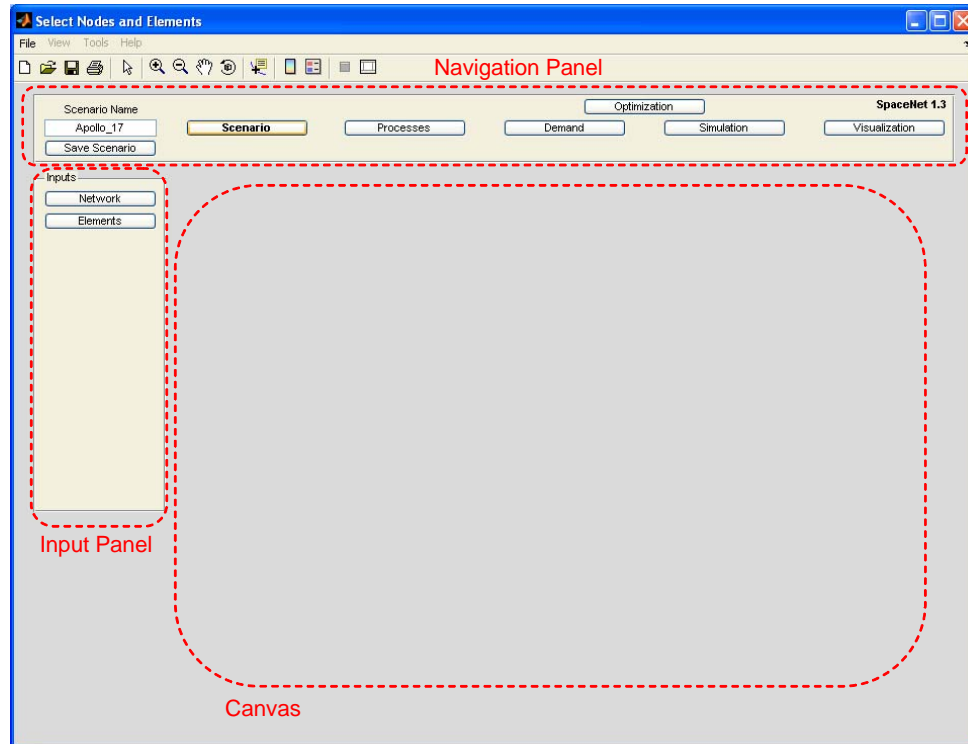 Select Nodes and Elements
File View Tools Help
Navigation Panel
Scenario Name
Optimization
SpaceNet 1.3
Apollo_17
Scenario
Processes
Demand
Simulation
Visualization
Save Scenario
Inputs
Network
Elements
Input Panel
Canvas